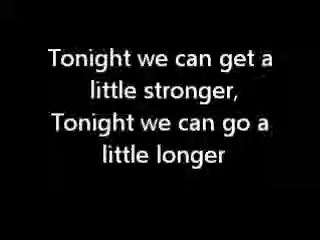 Tonight we can get a
little stronger,
Tonight we can go a
little longer